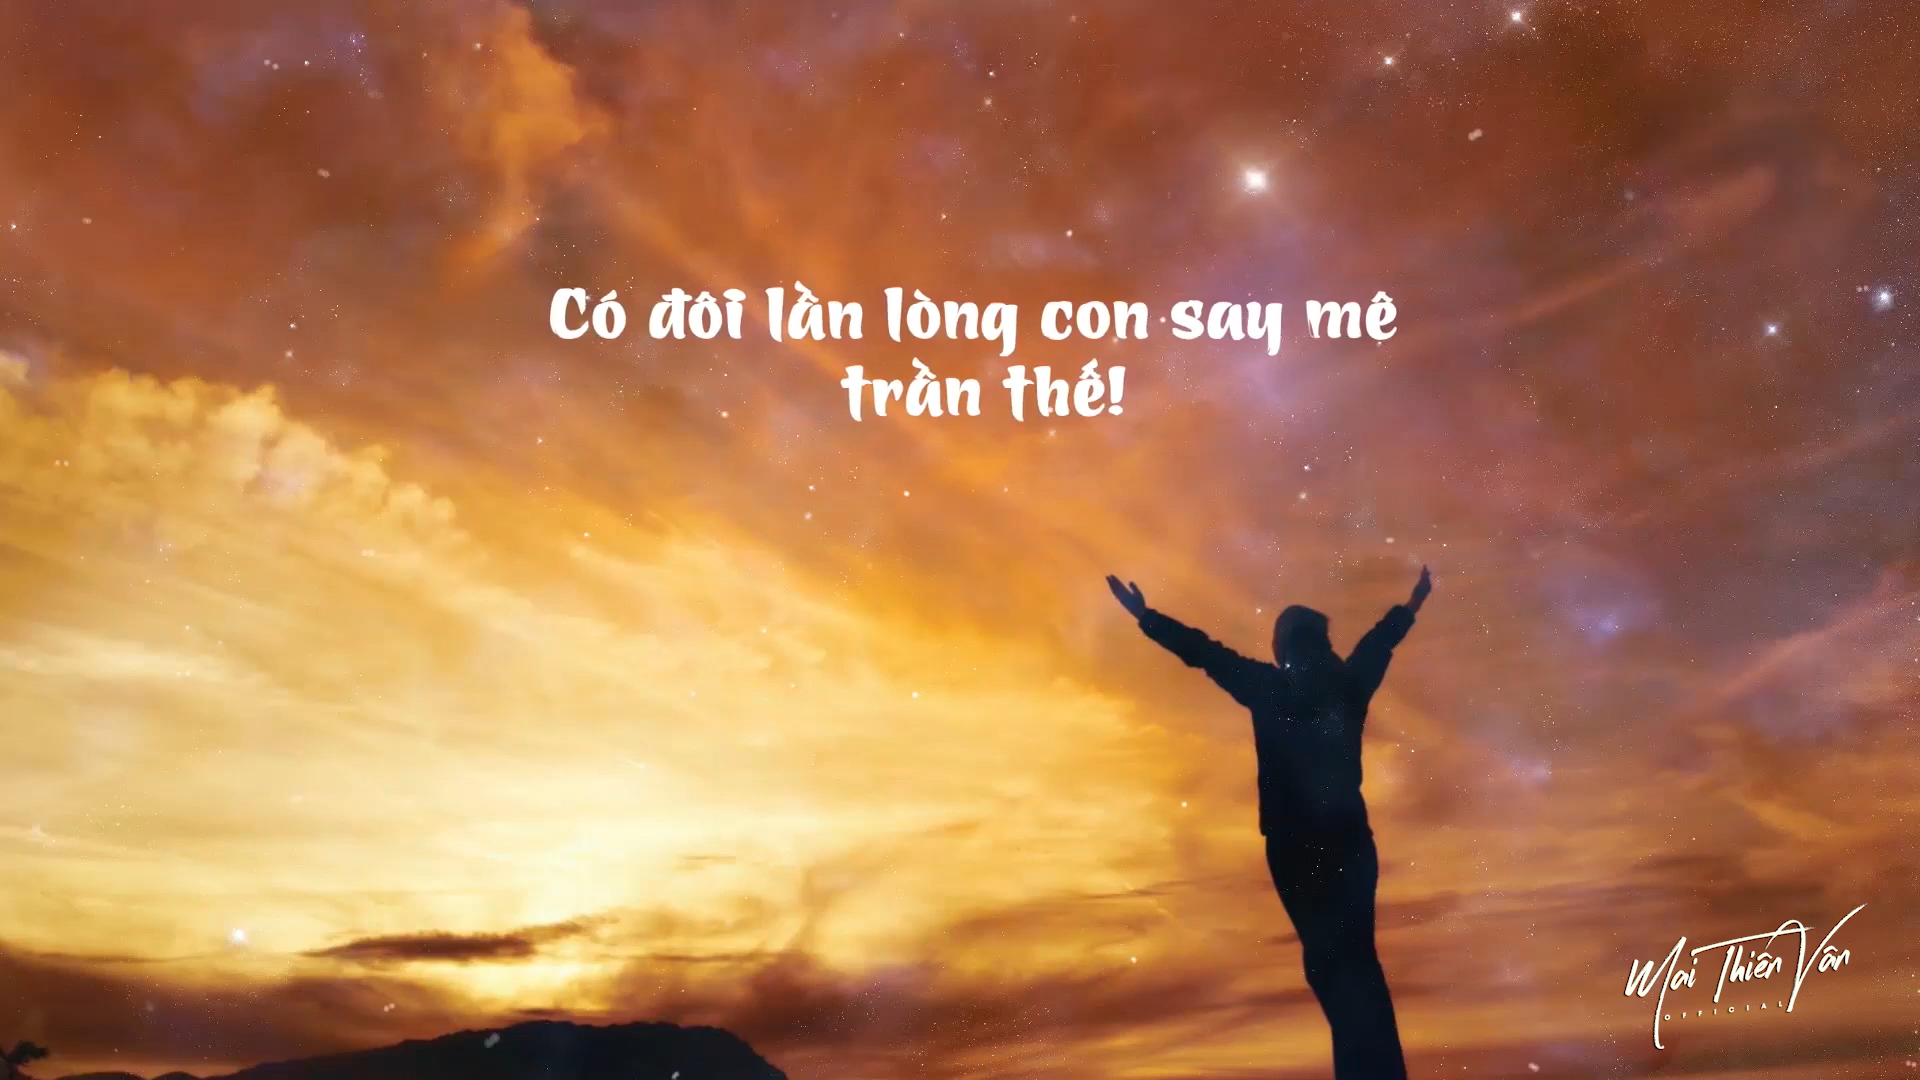 Có đôi lần lòng con say mê
trần thế!
Mai Thiên Vân
OFFICIAL